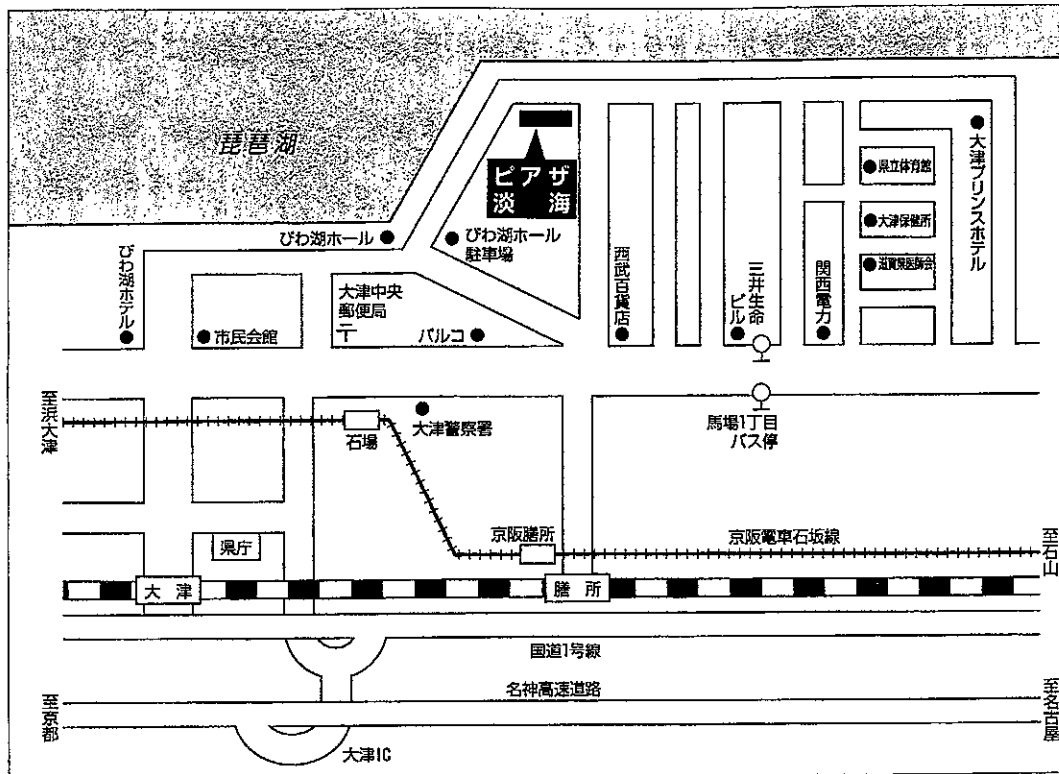 琵琶湖
ピアザ
淡海
びわ湖ホール
びわ湖ホール
駐車場
びわ湖ホテル
市民会館
大津中央
郵便局
〒
パルコ
西武百貨店
三井生命
ビル
関西電力
県立体育館
大津保健所
滋賀県医師会
大津プリンスホテル
至浜大津
石場
大津警察署
馬場1丁目
バス停
京阪膳所
京阪電車石坂線
至石山
県庁
大津
膳所
国道1号線
名神高速道路
至京都
至名古屋
大津IC